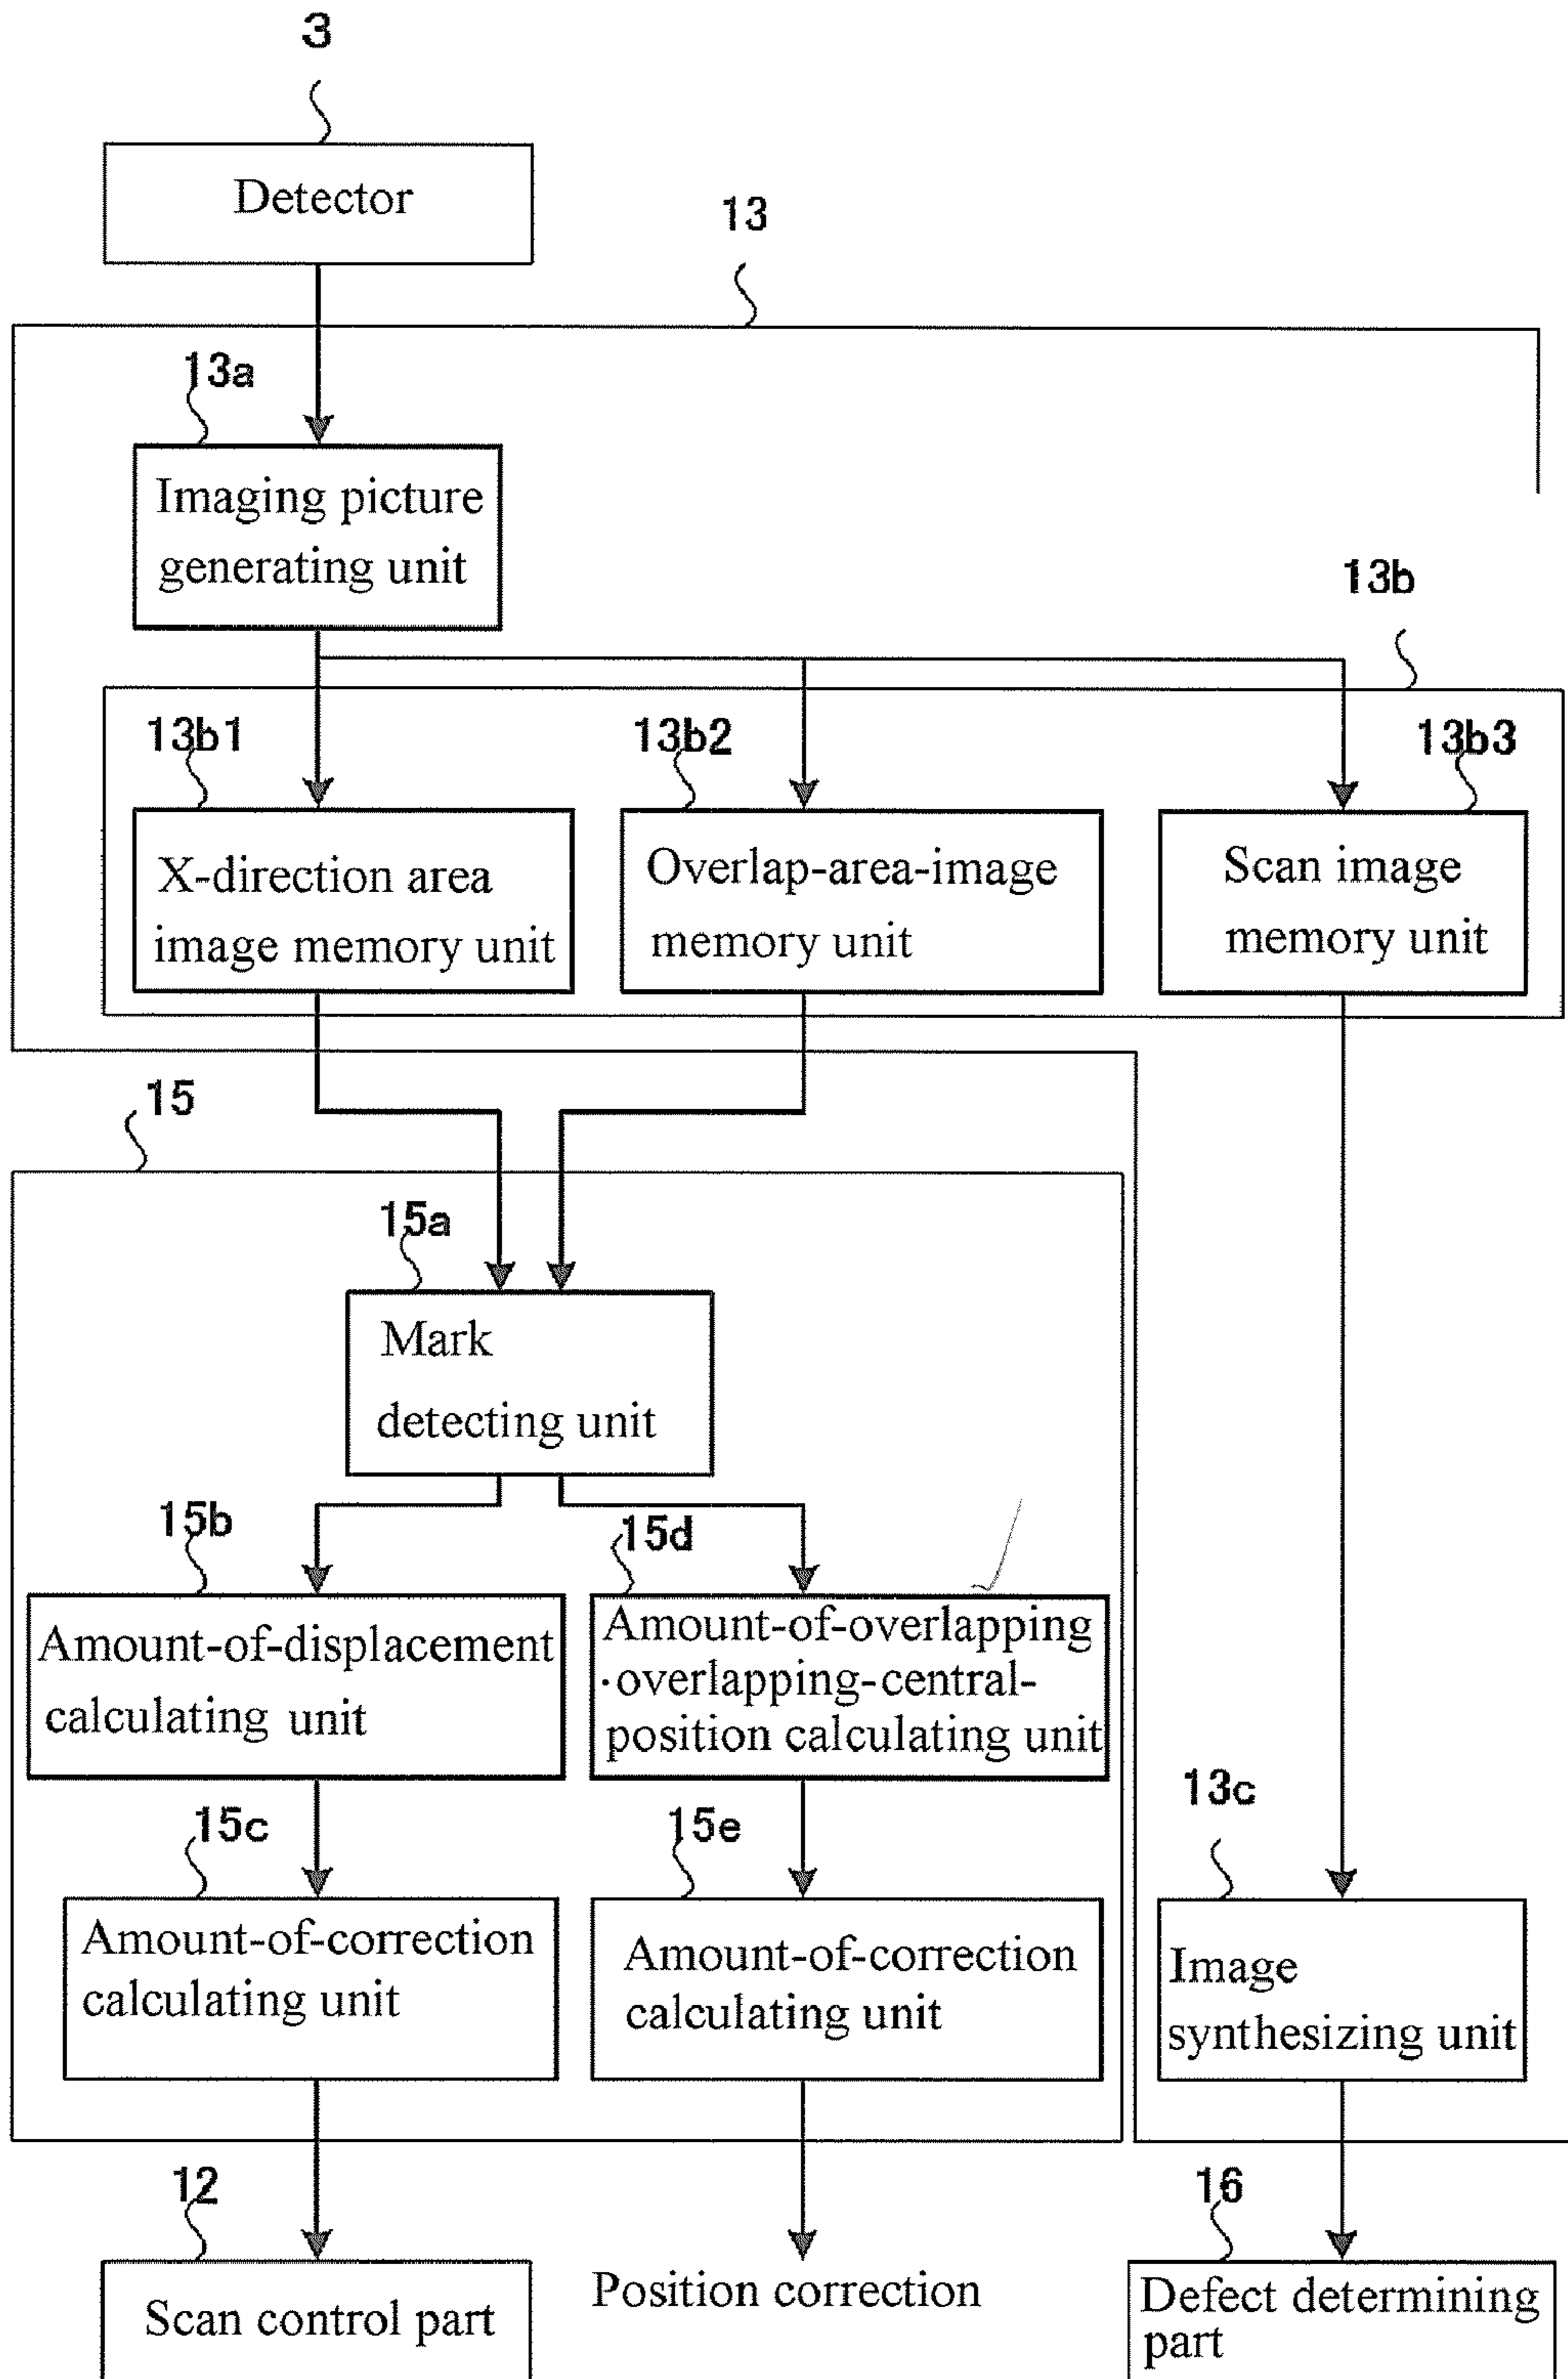 3
Detector
13
13a
Imaging picture
generating unit
13b
13b1
13b2
13b3
X-direction area
image memory unit
Overlap-area-image
memory unit
Scan image
memory unit
15
15a
Mark
detecting unit
15b
Amount-of-displacement
calculating unit
15d
Amount-of-overlapping
·overlapping-central-
position calculating unit
15c
Amount-of-correction
calculating unit
15e
Amount-of-correction
calculating unit
13c
Image
synthesizing unit
12
Scan control part
Position correction
16
Defect determining
part